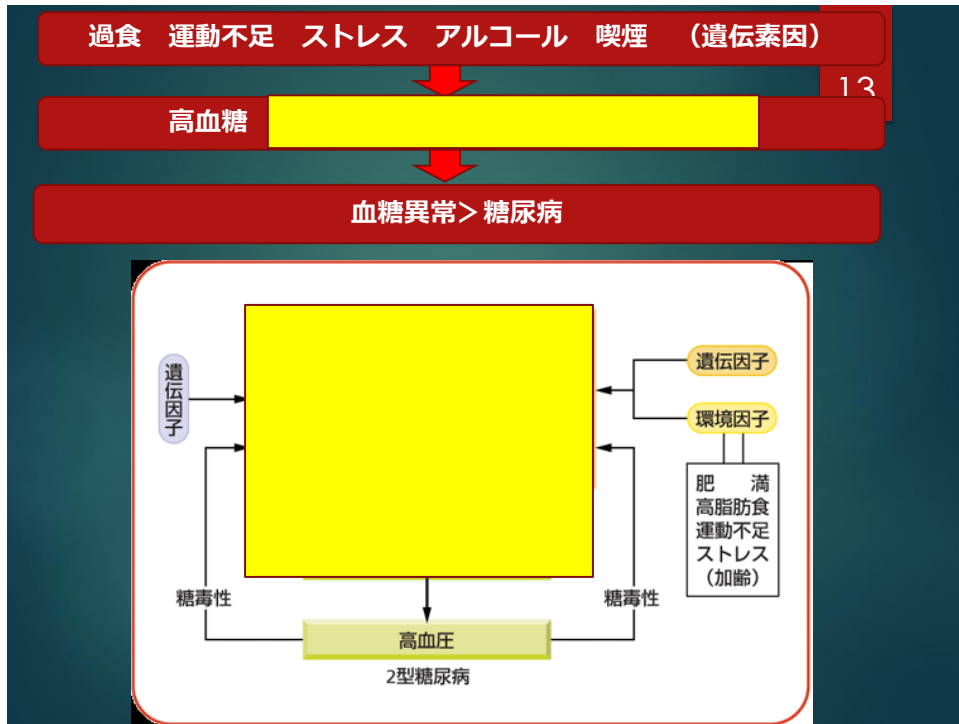 過食　運動不足　ストレス　アルコール　喫煙　（遺伝素因）
13
高血糖
血糖異常＞糖尿病
遺伝因子
遺伝因子
環境因子
肥　　満
高脂肪食
運動不足
ストレス
（加齢）
糖毒性
糖毒性
高血圧
2型糖尿病